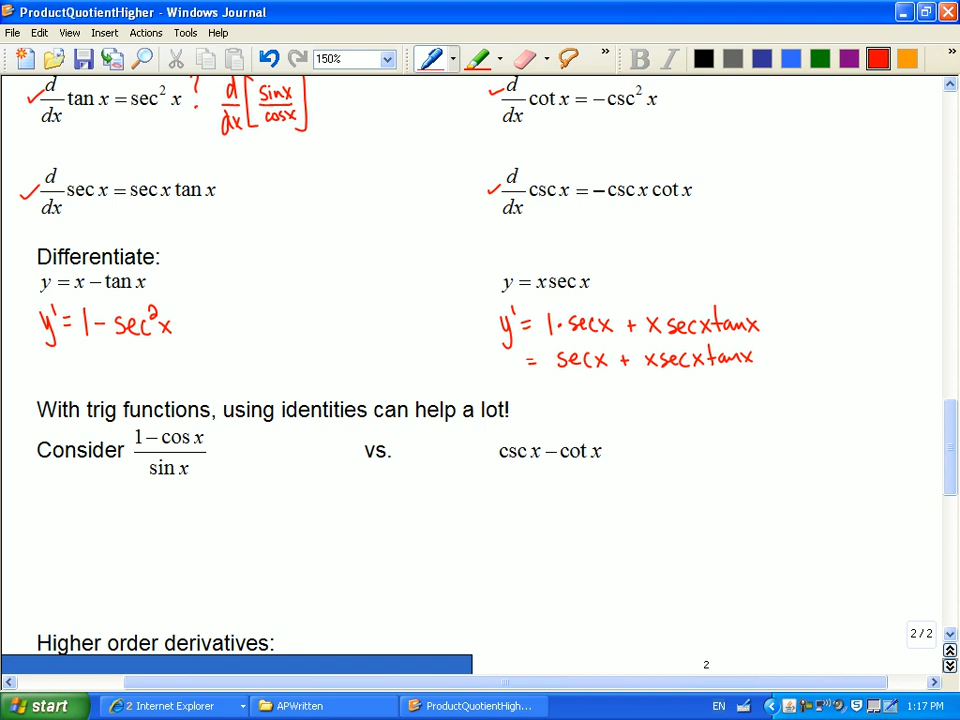 ProductQuotientHigher - Windows Journal
File Edit View Insert Actions Tools Help
150%
d/dx tan x = sec² x ? d/dx [sinx/cosx]
d/dx cot x = −csc² x
d/dx sec x = sec x tan x
d/dx csc x = −csc x cot x
Differentiate:
y = x − tan x
y' = 1 − sec²x
y = x sec x
y' = 1·secx + x secxtanx
= secx + xsecxtanx
With trig functions, using identities can help a lot!
Consider (1 − cos x)/(sin x) vs. csc x − cot x
Higher order derivatives:
2/2
2
start 2 Internet Explorer APWritten ProductQuotientHigh... EN 1:17 PM